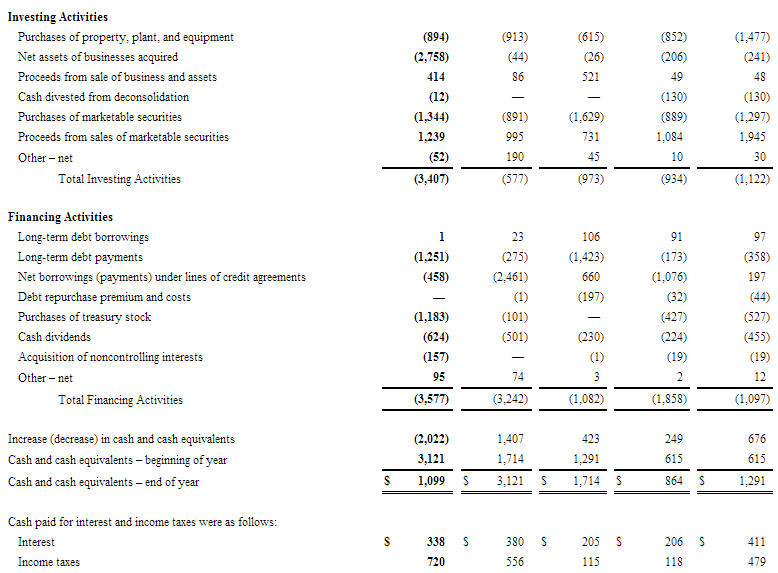 Investing Activities
Purchases of property, plant, and equipment (894) (913) (615) (852) (1,477)
Net assets of businesses acquired (2,758) (44) (26) (206) (241)
Proceeds from sale of business and assets 414 86 521 49 48
Cash divested from deconsolidation (12) — — (130) (130)
Purchases of marketable securities (1,344) (891) (1,629) (889) (1,297)
Proceeds from sales of marketable securities 1,239 995 731 1,084 1,945
Other – net (52) 190 45 10 30
Total Investing Activities (3,407) (577) (973) (934) (1,122)
Financing Activities
Long-term debt borrowings 1 23 106 91 97
Long-term debt payments (1,251) (275) (1,423) (173) (358)
Net borrowings (payments) under lines of credit agreements (458) (2,461) 660 (1,076) 197
Debt repurchase premium and costs — (1) (197) (32) (44)
Purchases of treasury stock (1,183) (101) — (427) (527)
Cash dividends (624) (501) (230) (224) (455)
Acquisition of noncontrolling interests (157) — (1) (19) (19)
Other – net 95 74 3 2 12
Total Financing Activities (3,577) (3,242) (1,082) (1,858) (1,097)
Increase (decrease) in cash and cash equivalents (2,022) 1,407 423 249 676
Cash and cash equivalents – beginning of year 3,121 1,714 1,291 615 615
Cash and cash equivalents – end of year $ 1,099 $ 3,121 $ 1,714 $ 864 $ 1,291
Cash paid for interest and income taxes were as follows:
Interest $ 338 $ 380 $ 205 $ 206 $ 411
Income taxes 720 556 115 118 479